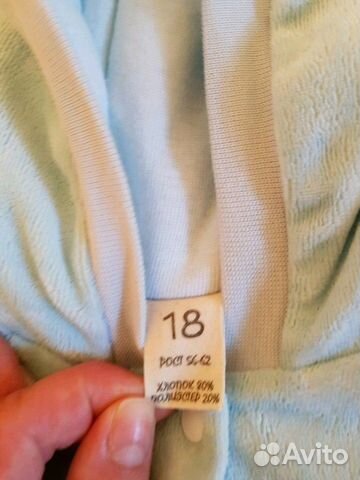 18
РОСТ 56-62
ХЛОПОК 80%
ПОЛИЭСТЕР 20%
Avito